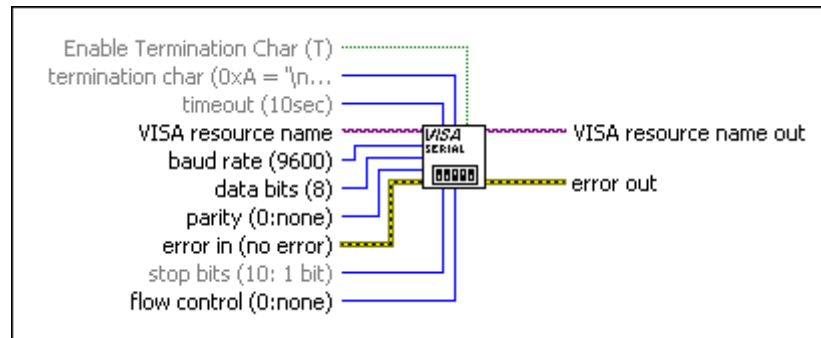 Enable Termination Char (T)
termination char (0xA = "\n...
timeout (10sec)
VISA resource name
baud rate (9600)
data bits (8)
parity (0:none)
error in (no error)
stop bits (10: 1 bit)
flow control (0:none)
VISA
SERIAL
VISA resource name out
error out